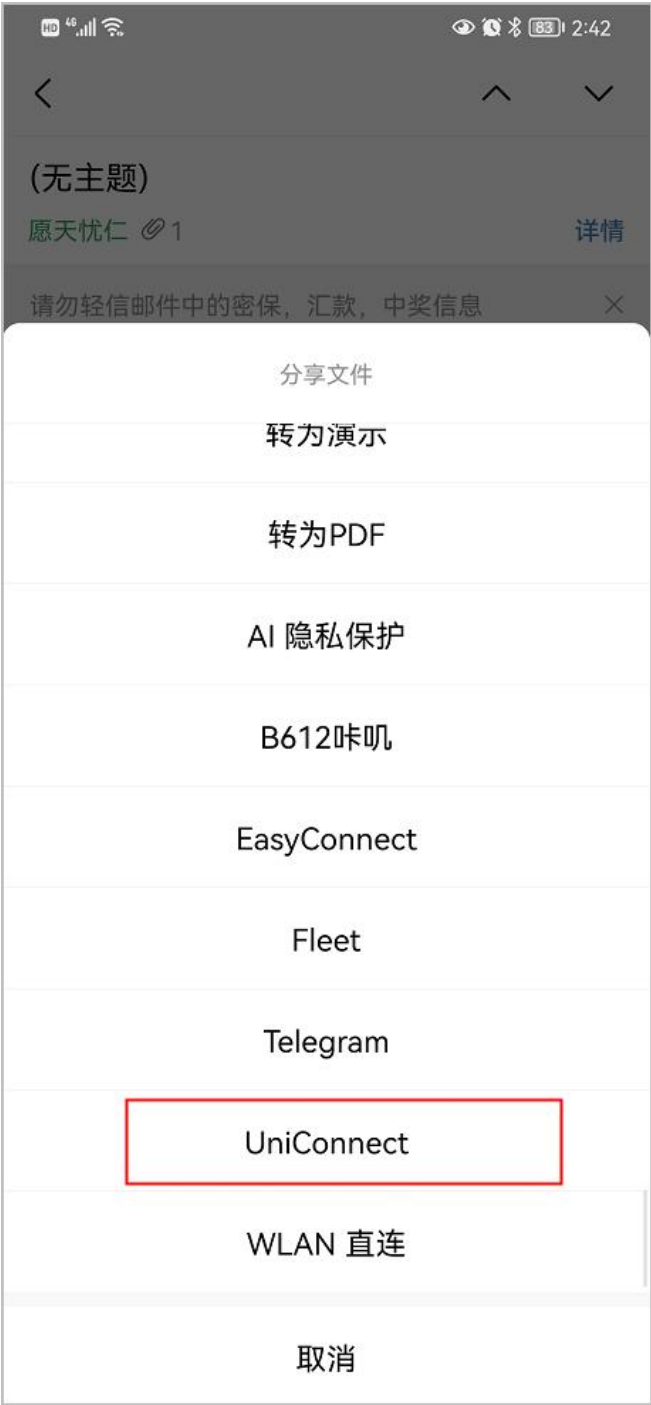 HD 4G 83 2:42
(无主题)
愿天忧仁 1 详情
请勿轻信邮件中的密保，汇款，中奖信息
分享文件
转为演示
转为PDF
AI 隐私保护
B612咔叽
EasyConnect
Fleet
Telegram
UniConnect
WLAN 直连
取消